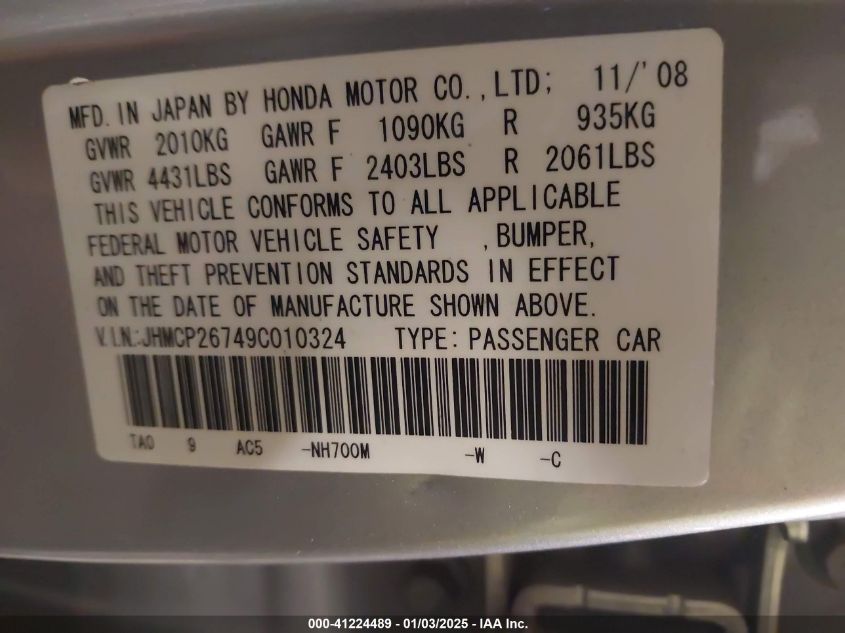 MFD. IN JAPAN BY HONDA MOTOR CO., LTD; 11/'08
GVWR 2010KG GAWR F 1090KG R 935KG
GVWR 4431LBS GAWR F 2403LBS R 2061LBS
THIS VEHICLE CONFORMS TO ALL APPLICABLE
FEDERAL MOTOR VEHICLE SAFETY , BUMPER,
AND THEFT PREVENTION STANDARDS IN EFFECT
ON THE DATE OF MANUFACTURE SHOWN ABOVE.
V.I.N.:JHMCP26749C010324 TYPE: PASSENGER CAR
TA0 9 AC5 -NH700M -W -C
000-41224489 - 01/03/2025 - IAA Inc.